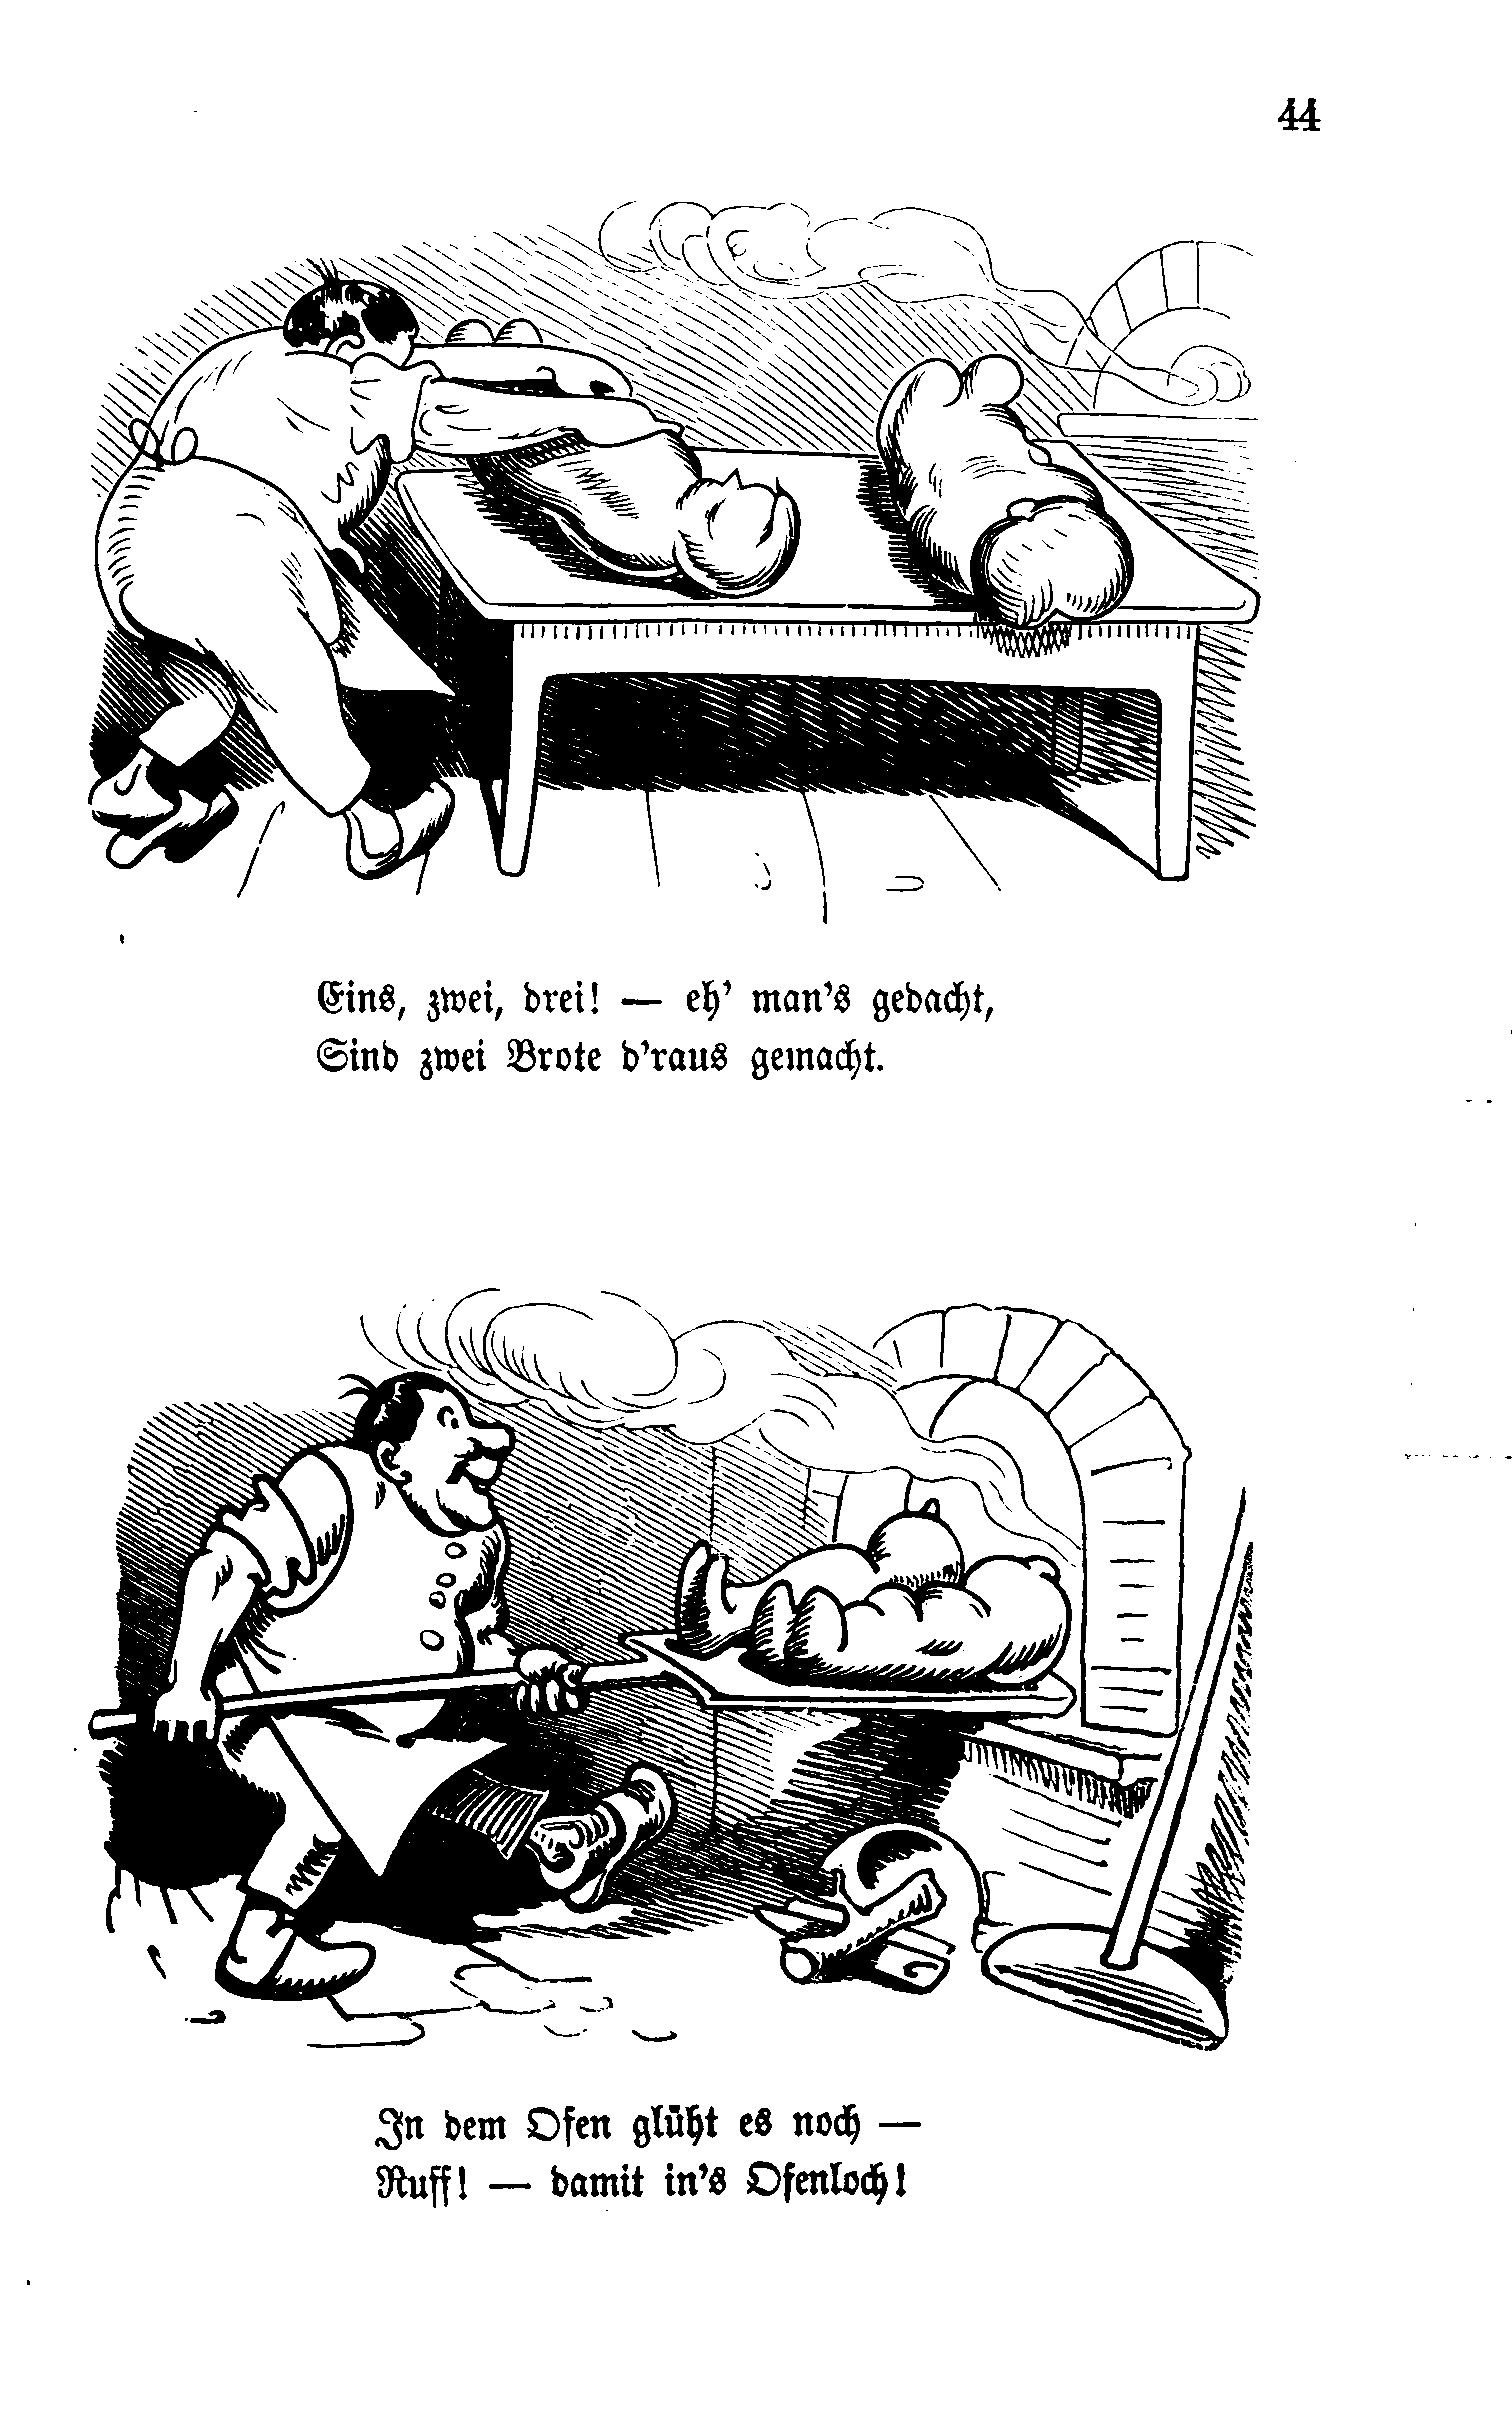 44
Eins, zwei, drei! — eh' man's gedacht,
Sind zwei Brote d'raus gemacht.
In dem Ofen glüht es noch —
Ruff! — damit in's Ofenloch!